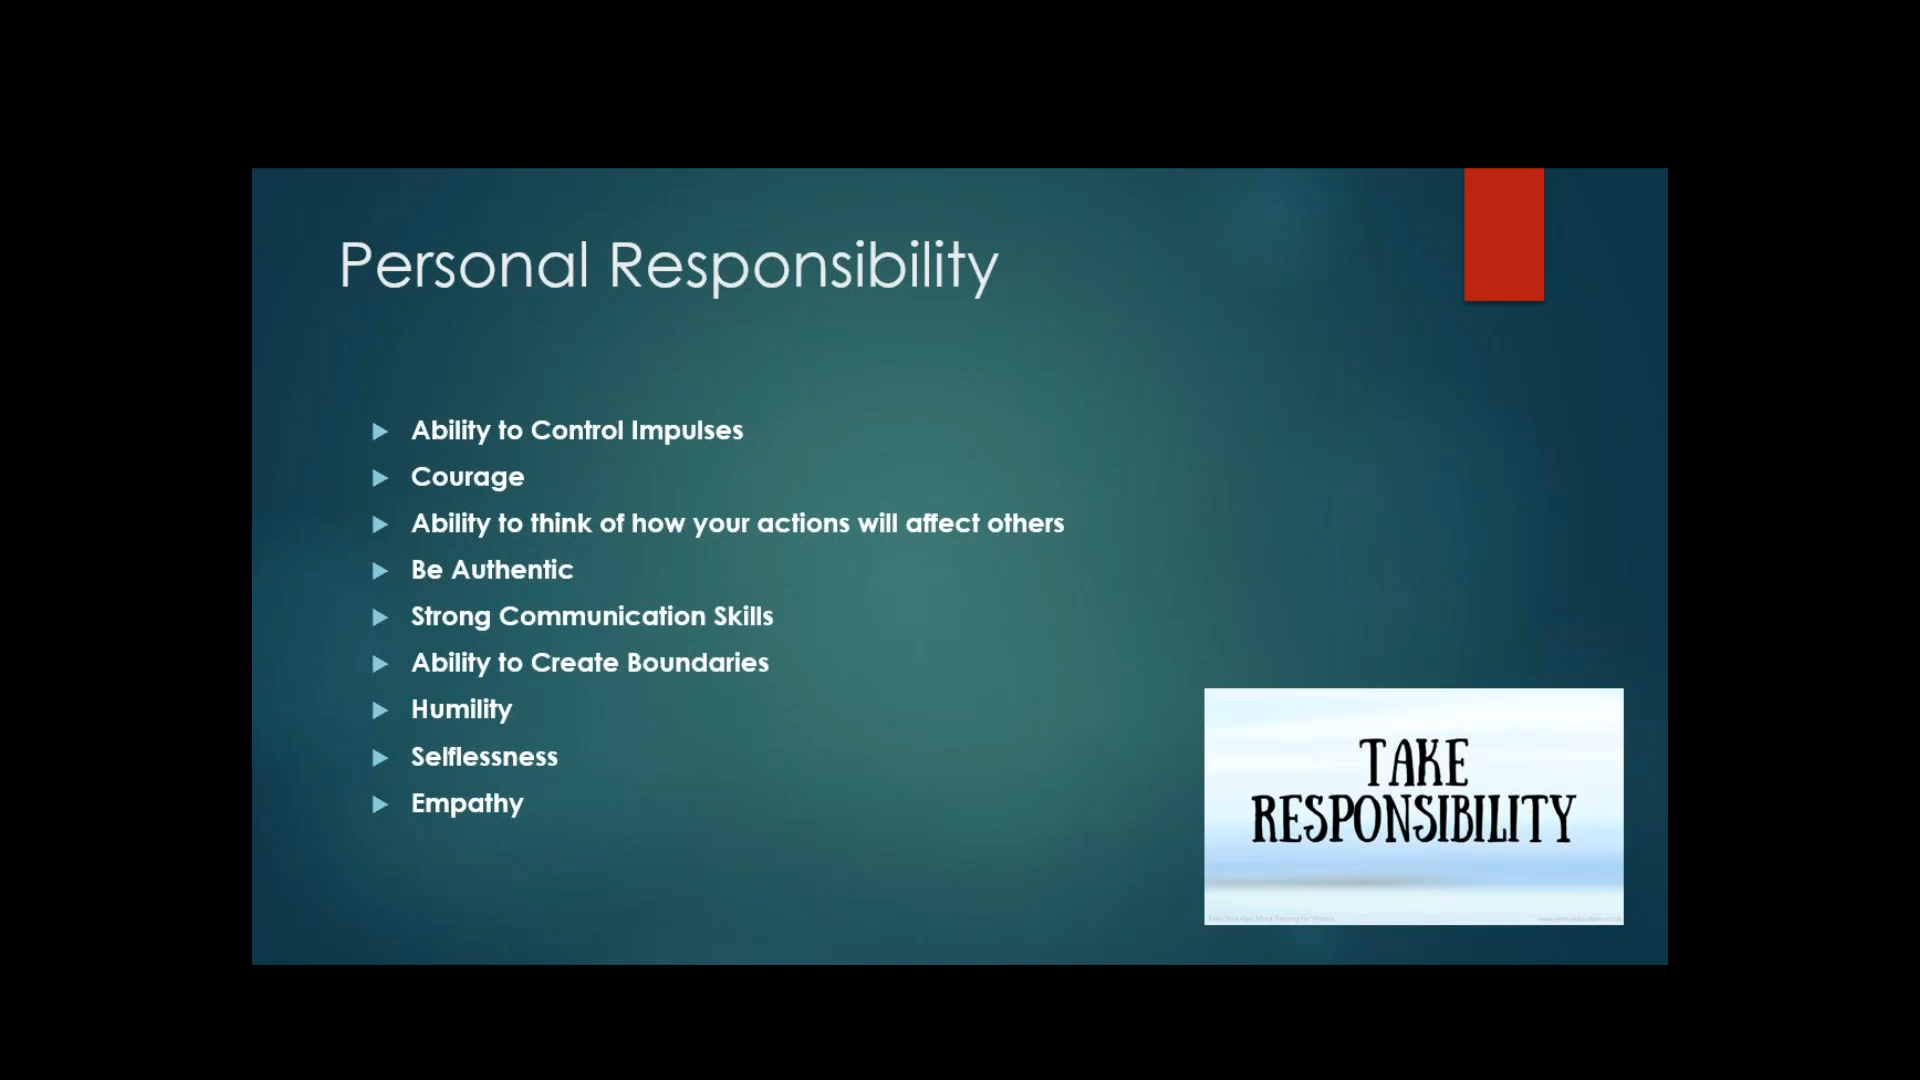 Personal Responsibility
Ability to Control Impulses
Courage
Ability to think of how your actions will affect others
Be Authentic
Strong Communication Skills
Ability to Create Boundaries
Humility
Selflessness
Empathy
TAKE
RESPONSIBILITY